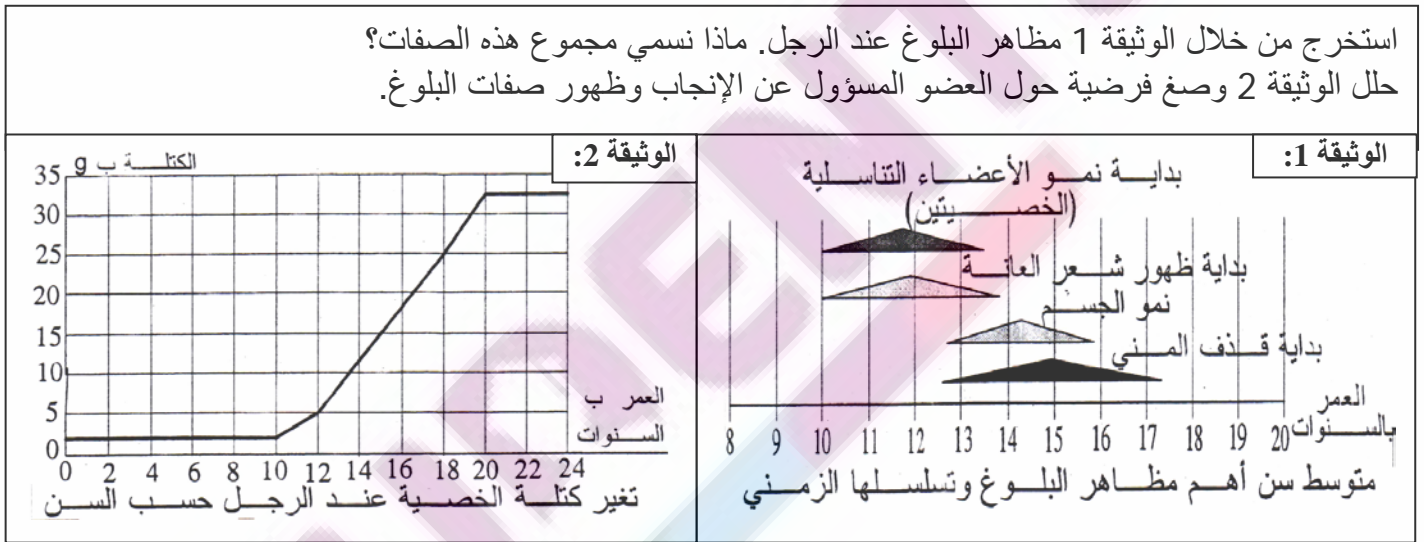 استخرج من خلال الوثيقة 1 مظاهر البلوغ عند الرجل. ماذا نسمي مجموع هذه الصفات؟
حلل الوثيقة 2 وصغ فرضية حول العضو المسؤول عن الإنجاب وظهور صفات البلوغ.
الوثيقة 1:
بداية نمو الأعضاء التناسلية
(الخصيتين)
بداية ظهور شعر العانة
نمو الجسم
بداية قذف المني
العمر
بالسنوات
8 9 10 11 12 13 14 15 16 17 18 19 20
متوسط سن أهم مظاهر البلوغ وتسلسلها الزمني
الوثيقة 2:
الكتلة ب g
35
30
25
20
15
10
5
0
العمر ب
السنوات
0 2 4 6 8 10 12 14 16 18 20 22 24
تغير كتلة الخصية عند الرجل حسب السن